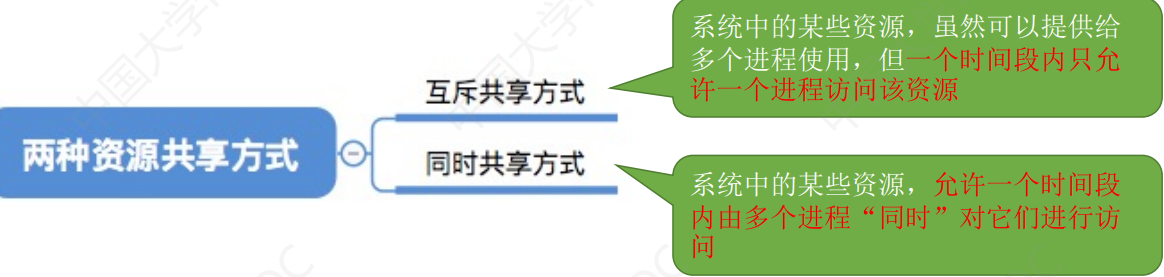 系统中的某些资源，虽然可以提供给
多个进程使用，但一个时间段内只允
许一个进程访问该资源
互斥共享方式
两种资源共享方式
同时共享方式
系统中的某些资源，允许一个时间段
内由多个进程“同时”对它们进行访
问